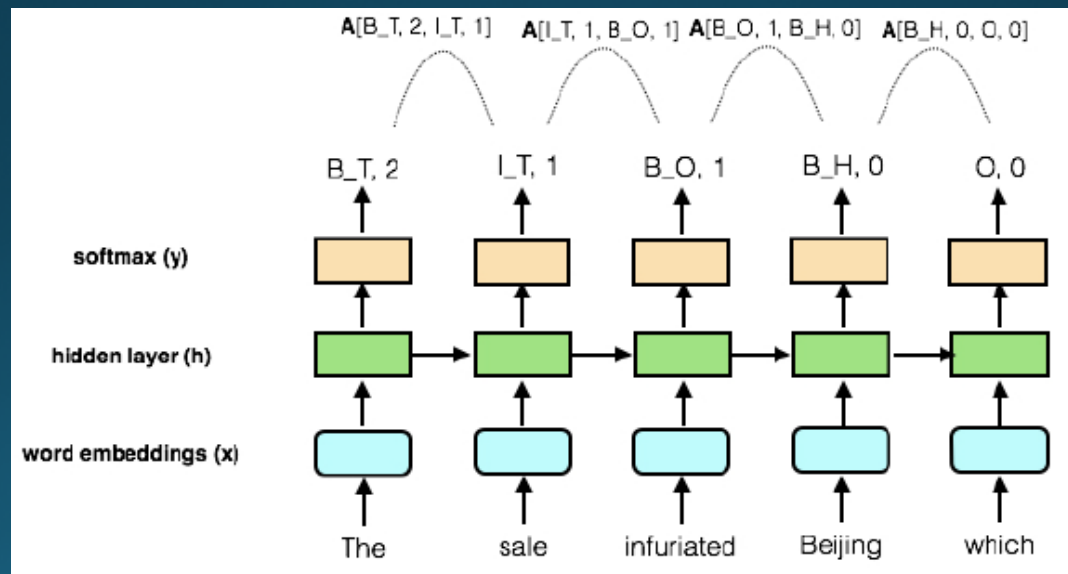 A[B_T, 2, I_T, 1] A[I_T, 1, B_O, 1] A[B_O, 1, B_H, 0] A[B_H, 0, O, 0]
B_T, 2 I_T, 1 B_O, 1 B_H, 0 O, 0
softmax (y)
hidden layer (h)
word embeddings (x)
The sale infuriated Beijing which